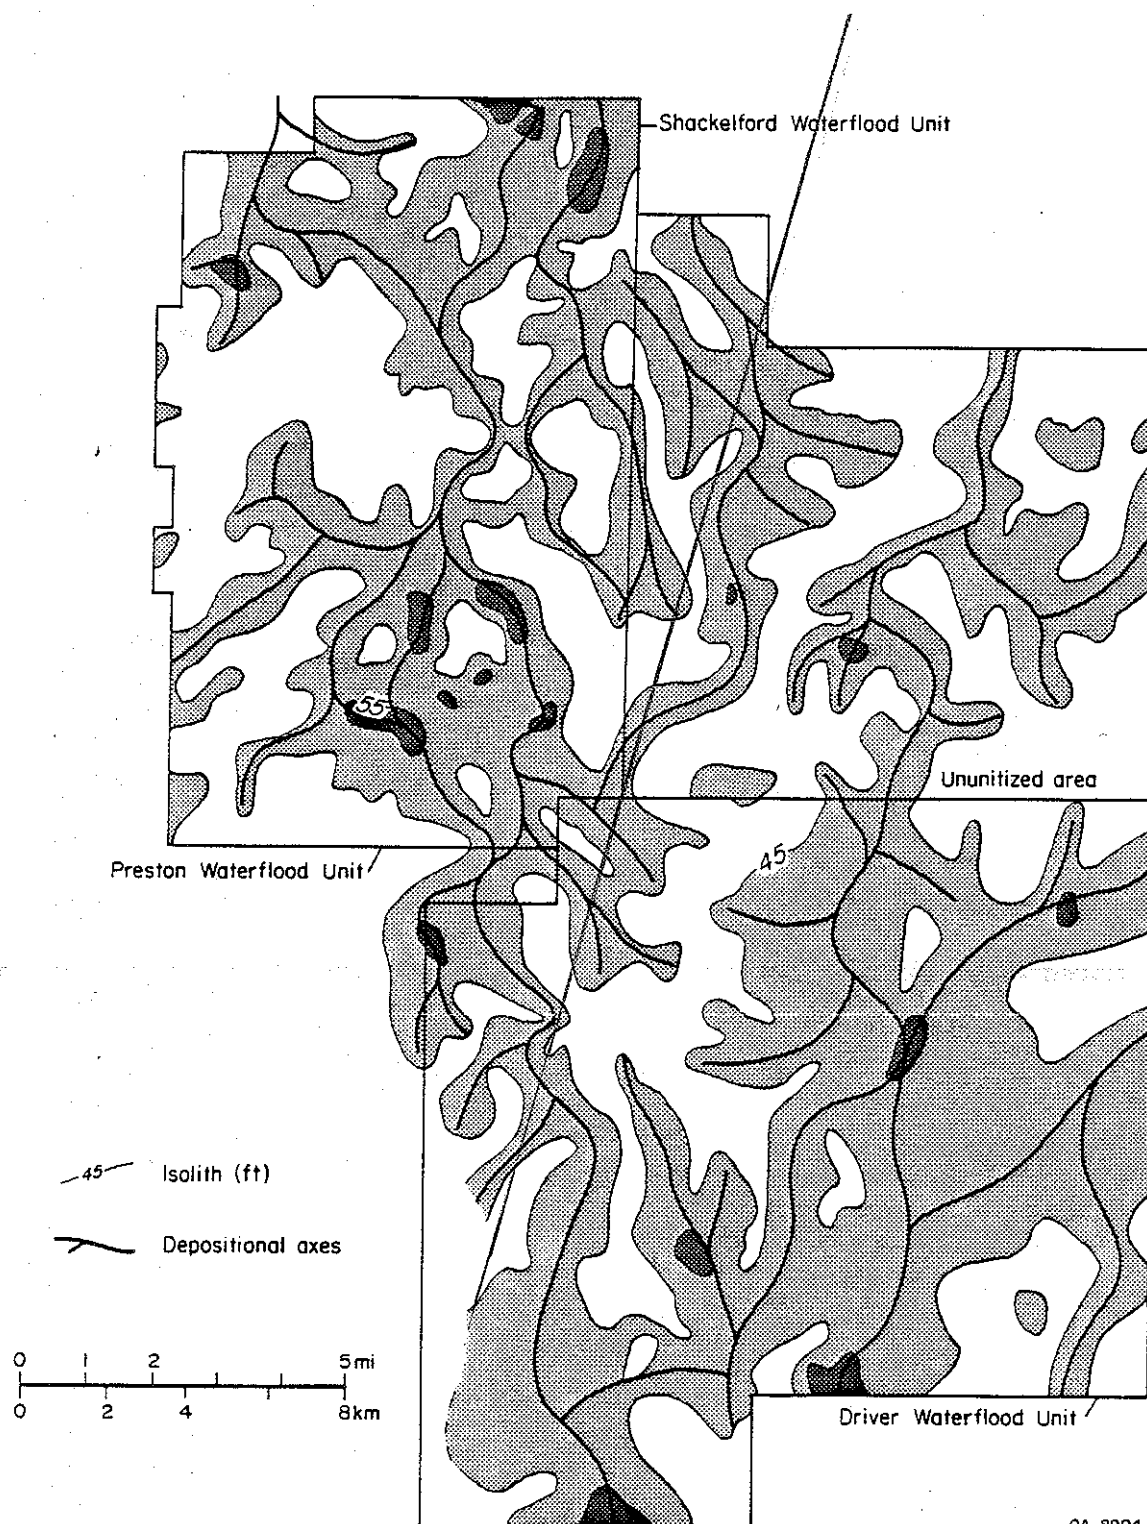 Shackelford Waterflood Unit
55
Ununitized area
45
Preston Waterflood Unit
45 Isolith (ft)
Depositional axes
0 1 2 5 mi
0 2 4 8 km
Driver Waterflood Unit